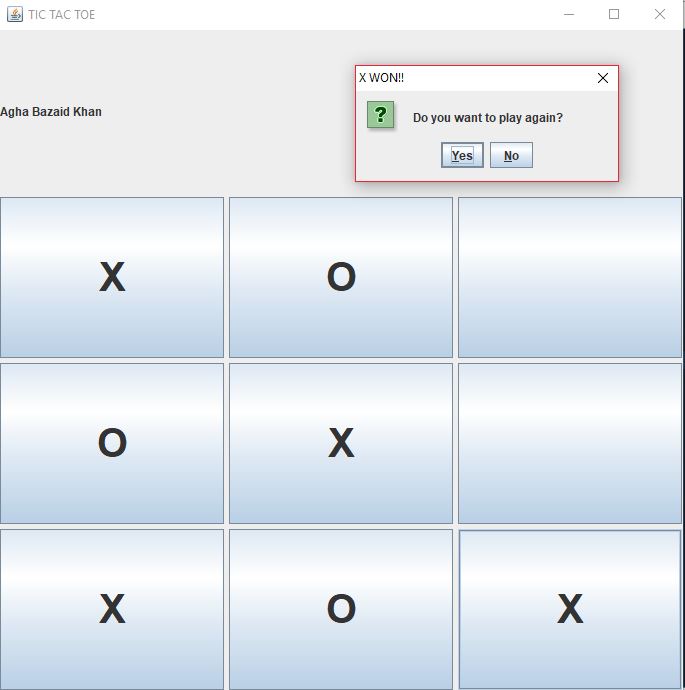 TIC TAC TOE
X WON!!
Agha Bazaid Khan
Do you want to play again?
Yes No
X O
O X
X O X